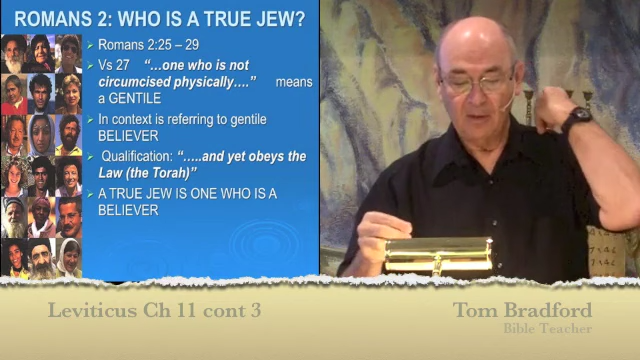 ROMANS 2: WHO IS A TRUE JEW?
Romans 2:25 – 29
Vs 27 “…one who is not
circumcised physically….” means
a GENTILE
In context is referring to gentile
BELIEVER
Qualification: “…..and yet obeys the
Law (the Torah)”
A TRUE JEW IS ONE WHO IS A
BELIEVER
Leviticus Ch 11 cont 3
Tom Bradford
Bible Teacher